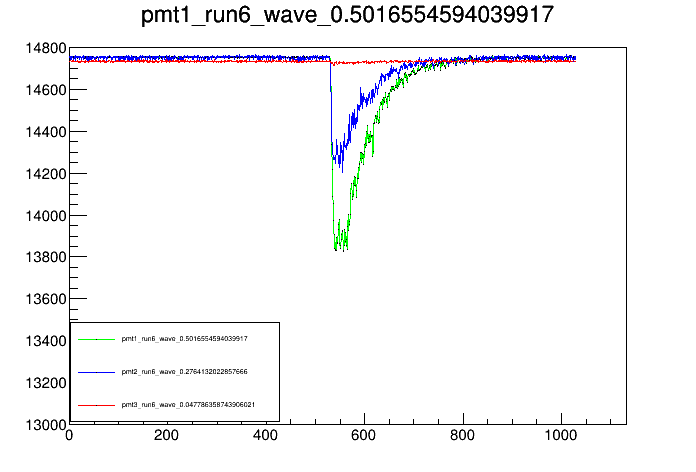 pmt1_run6_wave_0.5016554594039917
14800
14600
14400
14200
14000
13800
13600
13400
13200
13000
pmt1_run6_wave_0.5016554594039917
pmt2_run6_wave_0.2764132022857666
pmt3_run6_wave_0.047786358743906021
0 200 400 600 800 1000